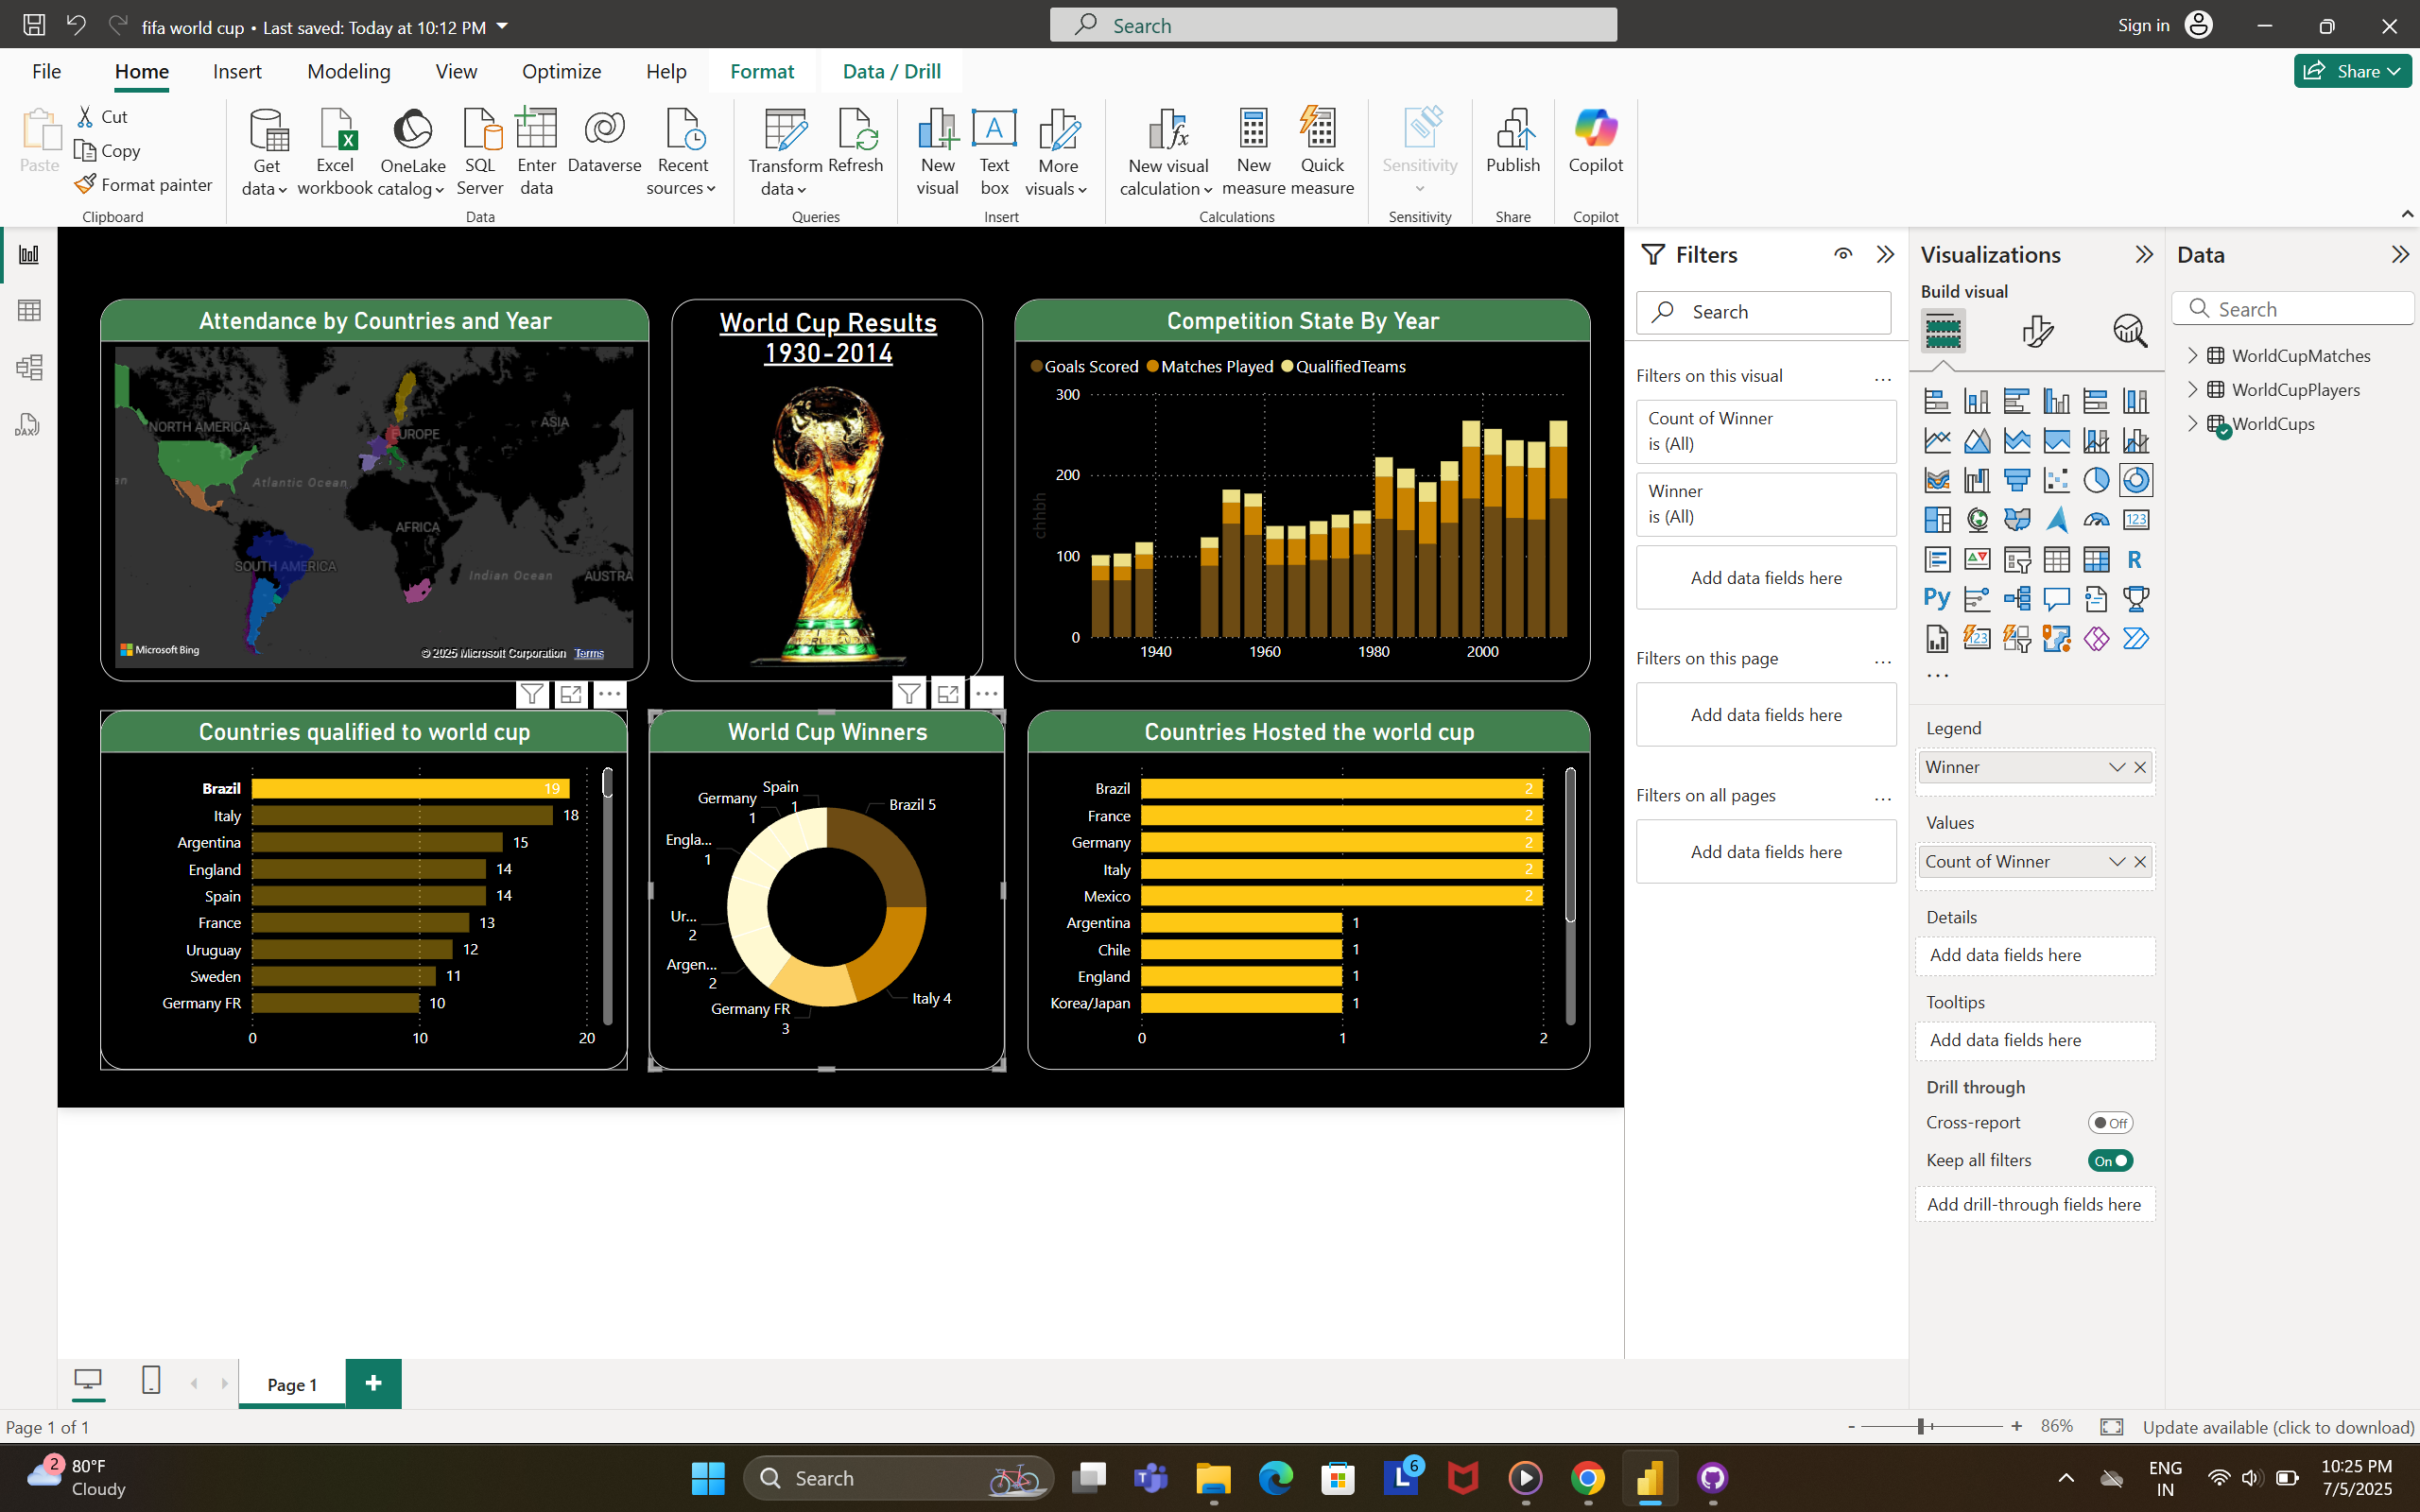 fifa world cup • Last saved: Today at 10:12 PM
Search
Sign in
File
Home
Insert
Modeling
View
Optimize
Help
Format
Data / Drill
Share
Paste
Cut
Copy
Format painter
Clipboard
Get data
Excel workbook
OneLake catalog
SQL Server
Enter data
Dataverse
Recent sources
Data
Transform data
Refresh
Queries
New visual
Text box
More visuals
Insert
New visual calculation
New measure
Quick measure
Calculations
Sensitivity
Sensitivity
Publish
Share
Copilot
Copilot
DAX
Attendance by Countries and Year
NORTH AMERICA
EUROPE
ASIA
Atlantic Ocean
AFRICA
SOUTH AMERICA
Indian Ocean
AUSTRA
Microsoft Bing
© 2025 Microsoft Corporation
Terms
World Cup Results
1930-2014
Competition State By Year
Goals Scored
Matches Played
QualifiedTeams
chhbh
300
200
100
0
1940
1960
1980
2000
Countries qualified to world cup
Brazil 19
Italy 18
Argentina 15
England 14
Spain 14
France 13
Uruguay 12
Sweden 11
Germany FR 10
0 10 20
World Cup Winners
Spain
1
Germany
1
Engla...
1
Ur...
2
Argen...
2
Germany FR
3
Italy 4
Brazil 5
Countries Hosted the world cup
Brazil 2
France 2
Germany 2
Italy 2
Mexico 2
Argentina 1
Chile 1
England 1
Korea/Japan 1
0 1 2
Filters
Search
Filters on this visual
Count of Winner
is (All)
Winner
is (All)
Add data fields here
Filters on this page
Add data fields here
Filters on all pages
Add data fields here
Visualizations
Build visual
123
R
Py
123
Legend
Winner
Values
Count of Winner
Details
Add data fields here
Tooltips
Add data fields here
Drill through
Cross-report
Off
Keep all filters
On
Add drill-through fields here
Data
Search
WorldCupMatches
WorldCupPlayers
WorldCups
Page 1
Page 1 of 1
86%
Update available (click to download)
2
80°F
Cloudy
Search
L
6
ENG
IN
10:25 PM
7/5/2025